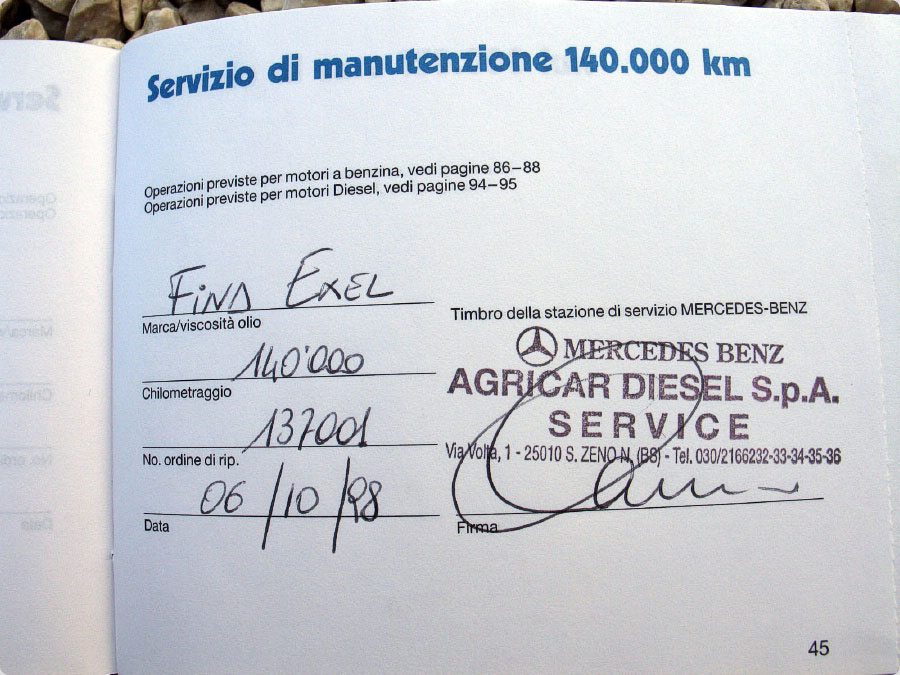 Servizio di manutenzione 140.000 km
Operazioni previste per motori a benzina, vedi pagine 86–88
Operazioni previste per motori Diesel, vedi pagine 94–95
FiNA EXEL
Marca/viscosità olio
140'000
Chilometraggio
137001
No. ordine di rip.
06/10/98
Data
Timbro della stazione di servizio MERCEDES-BENZ
MERCEDES BENZ
AGRICAR DIESEL S.p.A.
SERVICE
Via Volta, 1 - 25010 S. ZENO N. (BS) - Tel. 030/2166232-33-34-35-36
Firma
45